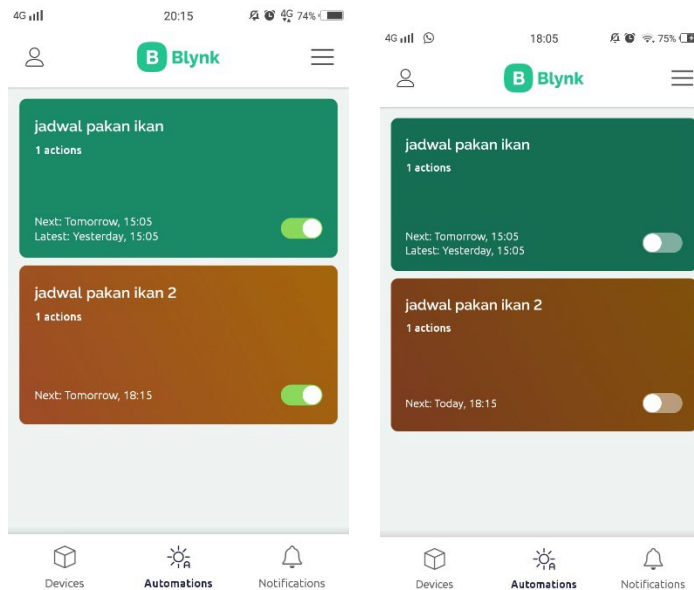 4G 20:15 4G 74%
B Blynk
jadwal pakan ikan
1 actions
Next: Tomorrow, 15:05
Latest: Yesterday, 15:05
jadwal pakan ikan 2
1 actions
Next: Tomorrow, 18:15
Devices Automations Notifications
4G 18:05 75%
B Blynk
jadwal pakan ikan
1 actions
Next: Tomorrow, 15:05
Latest: Yesterday, 15:05
jadwal pakan ikan 2
1 actions
Next: Today, 18:15
Devices Automations Notifications